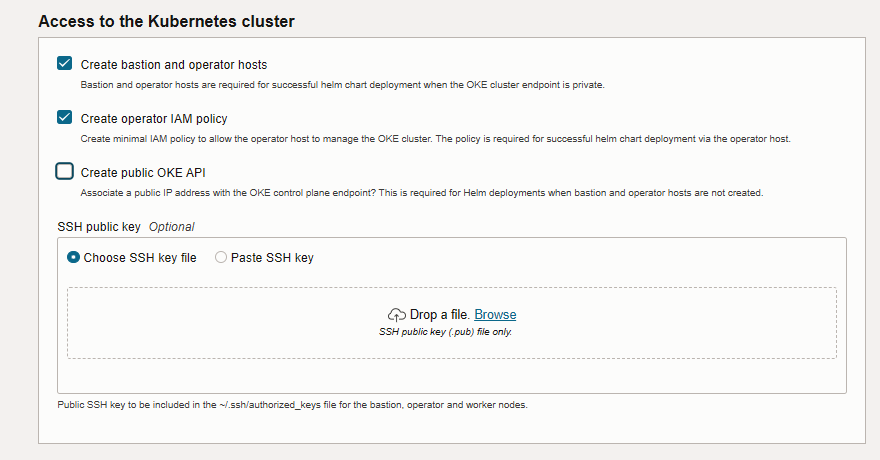 Access to the Kubernetes cluster
Create bastion and operator hosts
Bastion and operator hosts are required for successful helm chart deployment when the OKE cluster endpoint is private.
Create operator IAM policy
Create minimal IAM policy to allow the operator host to manage the OKE cluster. The policy is required for successful helm chart deployment via the operator host.
Create public OKE API
Associate a public IP address with the OKE control plane endpoint? This is required for Helm deployments when bastion and operator hosts are not created.
SSH public key Optional
Choose SSH key file Paste SSH key
Drop a file. Browse
SSH public key (.pub) file only.
Public SSH key to be included in the ~/.ssh/authorized_keys file for the bastion, operator and worker nodes.